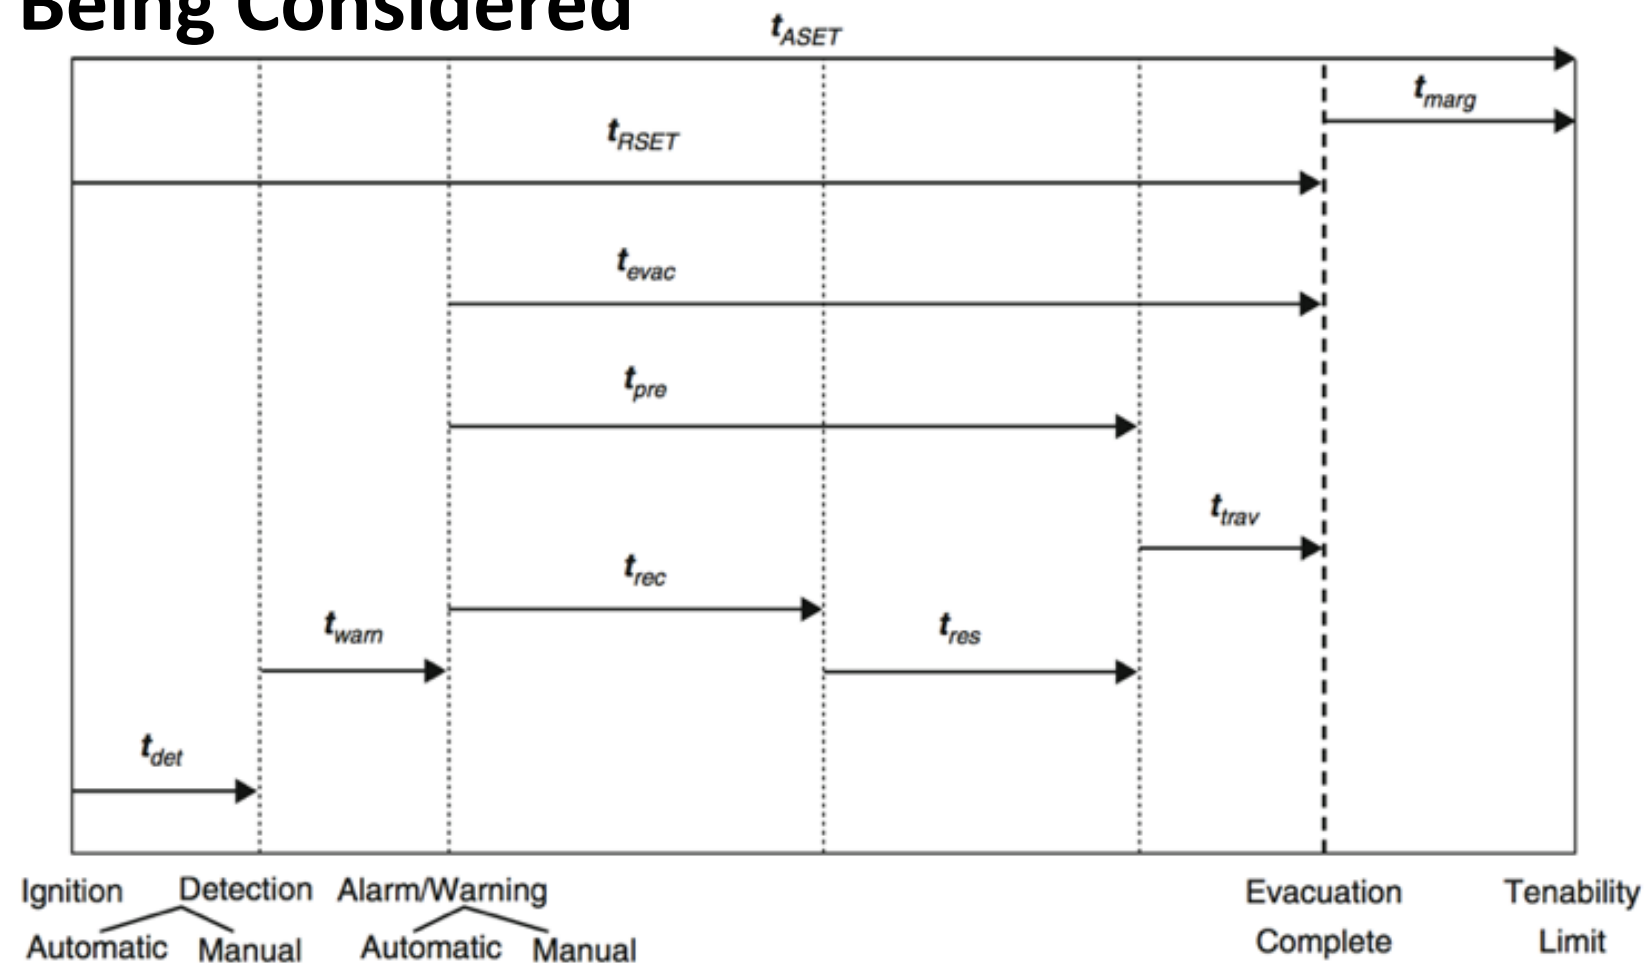 Being Considered
tASET
tmarg
tRSET
tevac
tpre
ttrav
trec
twarn
tres
tdet
Ignition Detection Alarm/Warning Evacuation Tenability
Automatic Manual Automatic Manual Complete Limit